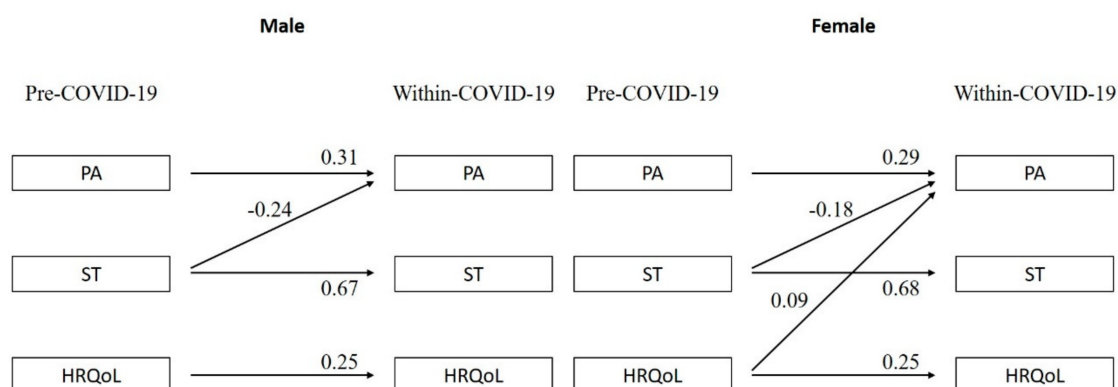 Male
Female
Pre-COVID-19
Within-COVID-19
Pre-COVID-19
Within-COVID-19
PA
0.31
PA
PA
0.29
PA
-0.24
-0.18
ST
ST
ST
ST
0.67
0.09
0.68
HRQoL
0.25
HRQoL
HRQoL
0.25
HRQoL